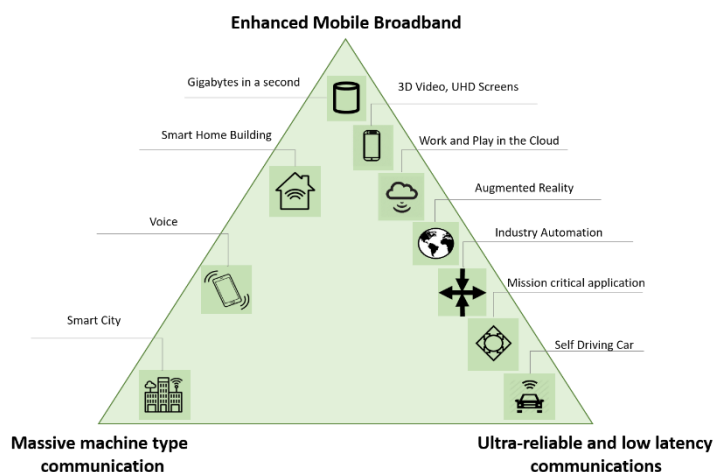 Enhanced Mobile Broadband
Gigabytes in a second
3D Video, UHD Screens
Smart Home Building
Work and Play in the Cloud
Augmented Reality
Voice
Industry Automation
Mission critical application
Smart City
Self Driving Car
Massive machine type
communication
Ultra-reliable and low latency
communications